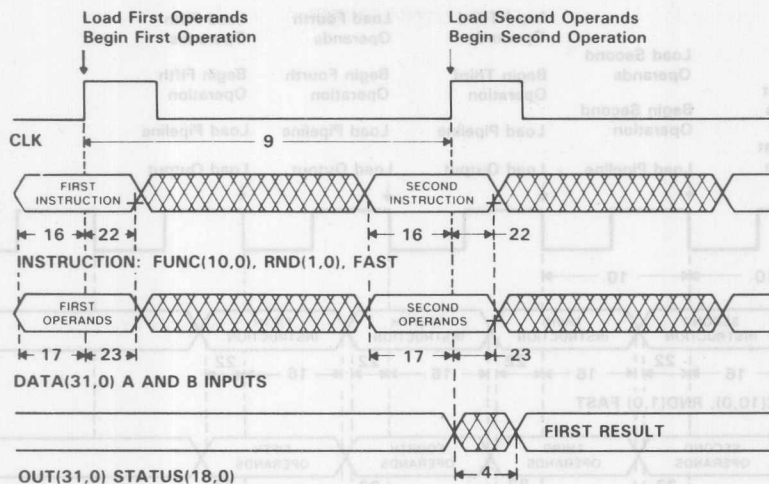 Load First Operands
Begin First Operation
Load Second Operands
Begin Second Operation
CLK
9
FIRST INSTRUCTION
SECOND INSTRUCTION
16 22 16 22
INSTRUCTION: FUNC(10,0), RND(1,0), FAST
FIRST OPERANDS
SECOND OPERANDS
17 23 17 23
DATA(31,0) A AND B INPUTS
FIRST RESULT
4
OUT(31,0) STATUS(18,0)